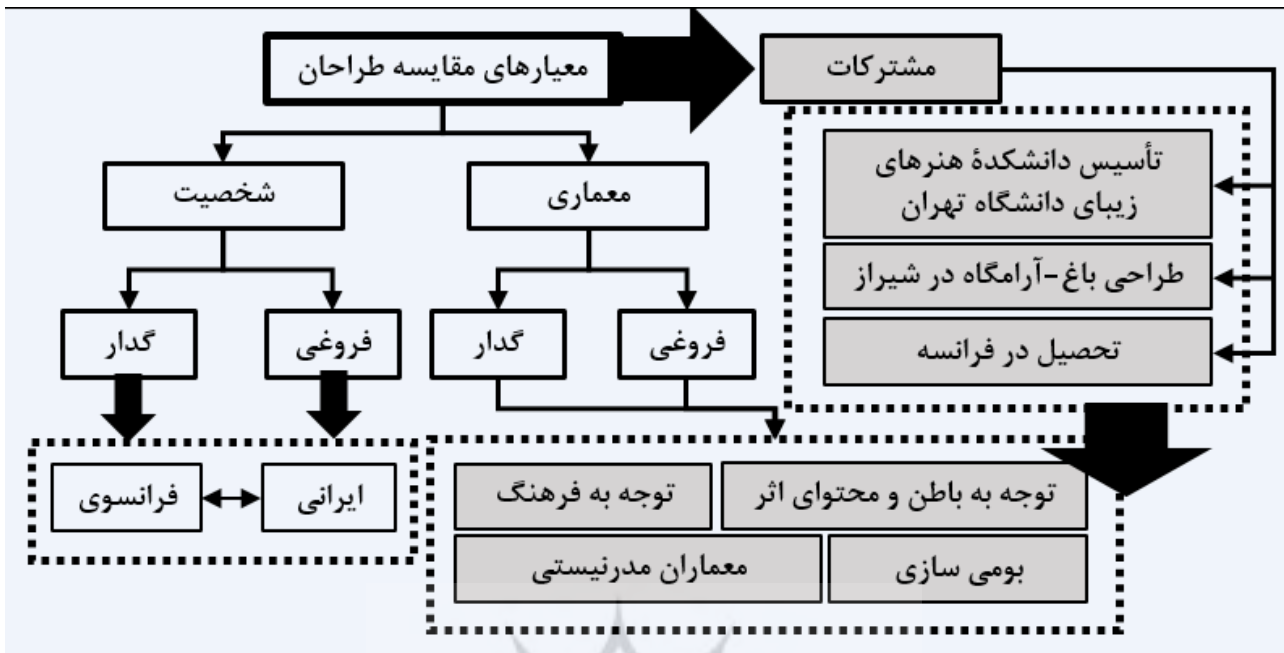 معیارهای مقایسه طراحان
مشترکات
تأسیس دانشکدۀ هنرهای
زیبای دانشگاه تهران
طراحی باغ-آرامگاه در شیراز
تحصیل در فرانسه
معماری
شخصیت
فروغی
گدار
فروغی
گدار
توجه به باطن و محتوای اثر
توجه به فرهنگ
بومی سازی
معماران مدرنیستی
ایرانی
فرانسوی